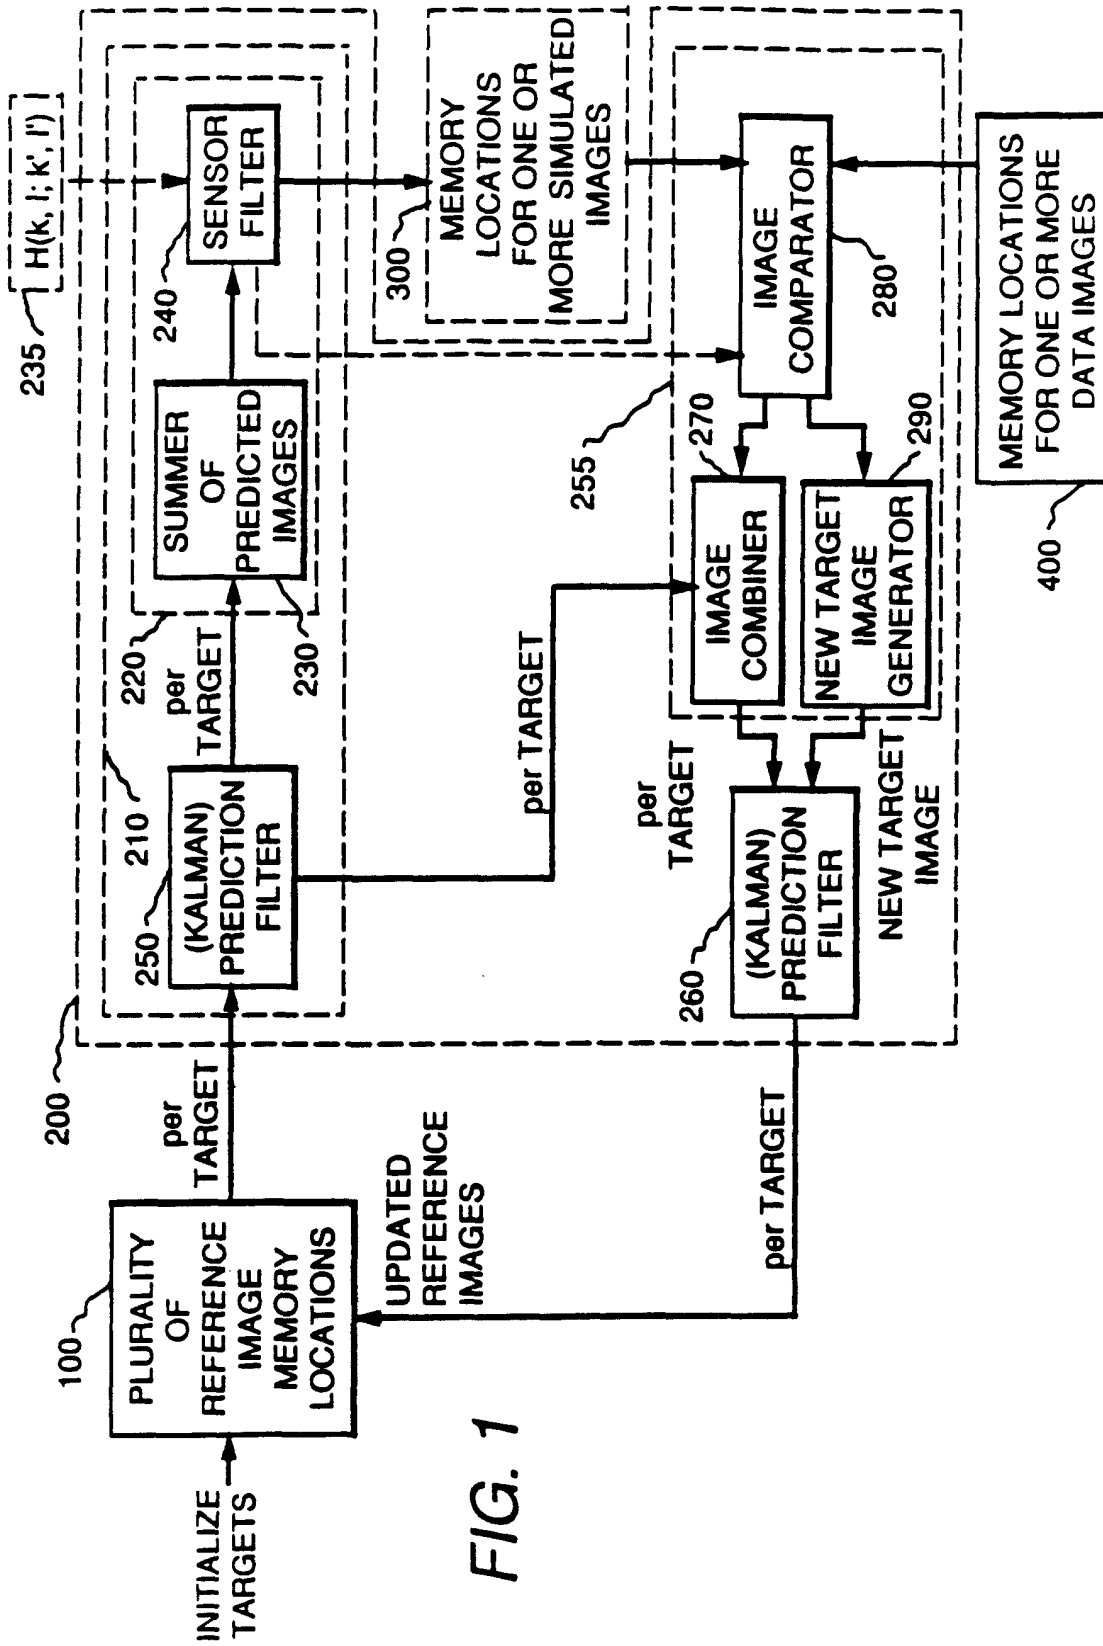 INITIALIZE
TARGETS
100
PLURALITY
OF
REFERENCE
IMAGE
MEMORY
LOCATIONS
UPDATED
REFERENCE
IMAGES
per
TARGET
200
210
250
(KALMAN)
PREDICTION
FILTER
per
TARGET
220
230
SUMMER
OF
PREDICTED
IMAGES
240
SENSOR
FILTER
235
H(k, l; k', l')
300
MEMORY
LOCATIONS
FOR ONE OR
MORE SIMULATED
IMAGES
per TARGET
255
270
IMAGE
COMBINER
IMAGE
COMPARATOR
280
290
NEW TARGET
IMAGE
GENERATOR
per
TARGET
NEW TARGET
IMAGE
260
(KALMAN)
PREDICTION
FILTER
per TARGET
400
MEMORY LOCATIONS
FOR ONE OR MORE
DATA IMAGES
FIG. 1